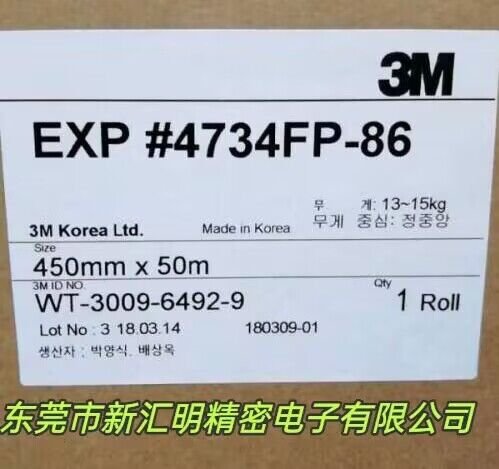 3M
EXP #4734FP-86
무 게: 13~15kg
무게 중심: 정중앙
3M Korea Ltd.
Made in Korea
Size
450mm x 50m
3M ID NO.
WT-3009-6492-9
Qty
1 Roll
Lot No : 3 18.03.14
180309-01
생산자 : 박영식. 배상옥
东莞市新汇明精密电子有限公司